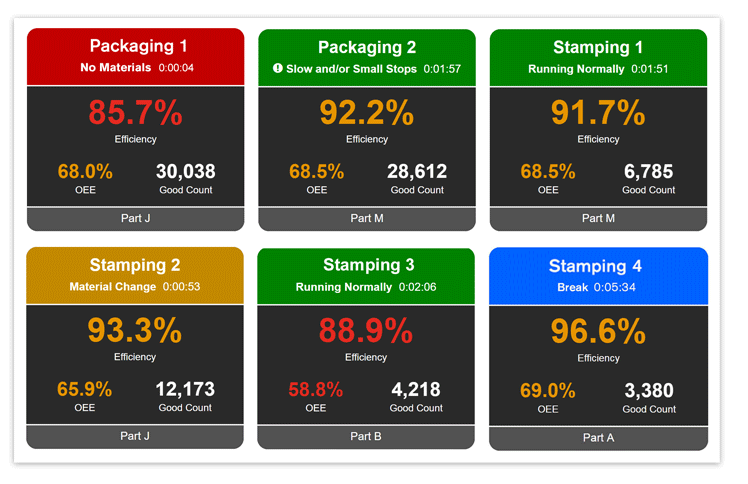 Packaging 1
No Materials 0:00:04
85.7%
Efficiency
68.0% 30,038
OEE Good Count
Part J
Packaging 2
Slow and/or Small Stops 0:01:57
92.2%
Efficiency
68.5% 28,612
OEE Good Count
Part M
Stamping 1
Running Normally 0:01:51
91.7%
Efficiency
68.5% 6,785
OEE Good Count
Part M
Stamping 2
Material Change 0:00:53
93.3%
Efficiency
65.9% 12,173
OEE Good Count
Part J
Stamping 3
Running Normally 0:02:06
88.9%
Efficiency
58.8% 4,218
OEE Good Count
Part B
Stamping 4
Break 0:05:34
96.6%
Efficiency
69.0% 3,380
OEE Good Count
Part A